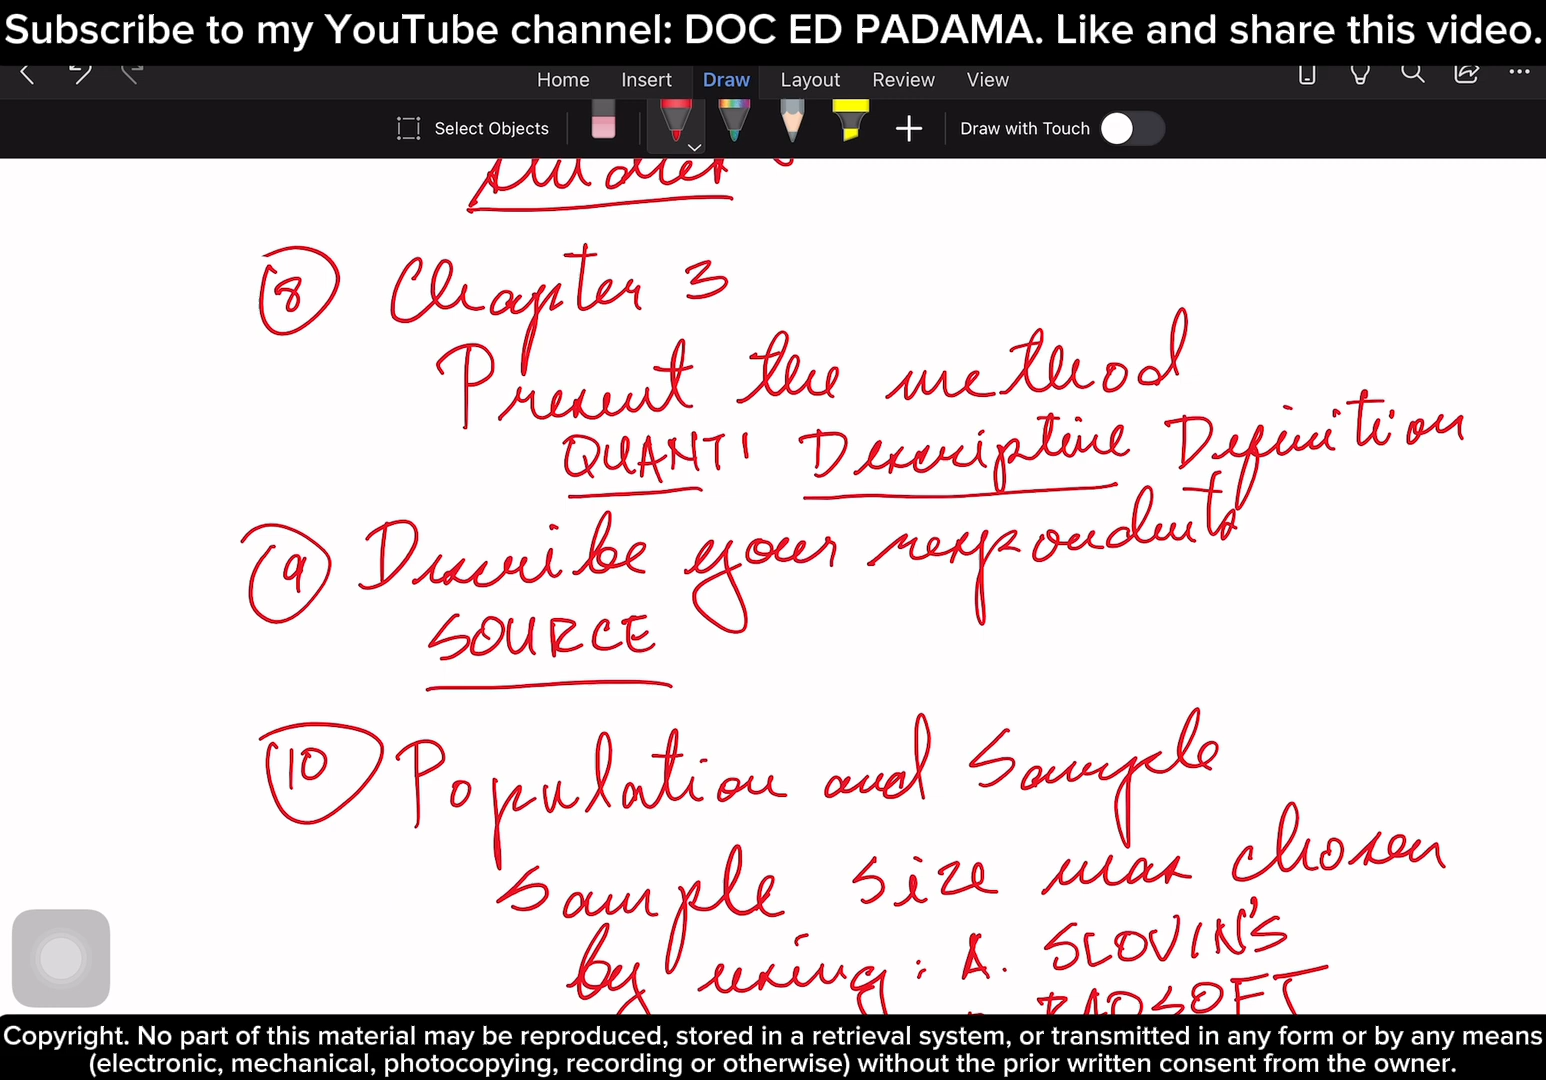 Subscribe to my YouTube channel: DOC ED PADAMA. Like and share this video.
Home Insert Draw Layout Review View
Select Objects Draw with Touch
8 Chapter 3
Present the method
QUANTI Descriptive Definition
9 Describe your respondents
SOURCE
10 Population and Sample
Sample size was chosen
by using: A. SLOVIN'S
RAOSOFT
Copyright. No part of this material may be reproduced, stored in a retrieval system, or transmitted in any form or by any means
(electronic, mechanical, photocopying, recording or otherwise) without the prior written consent from the owner.